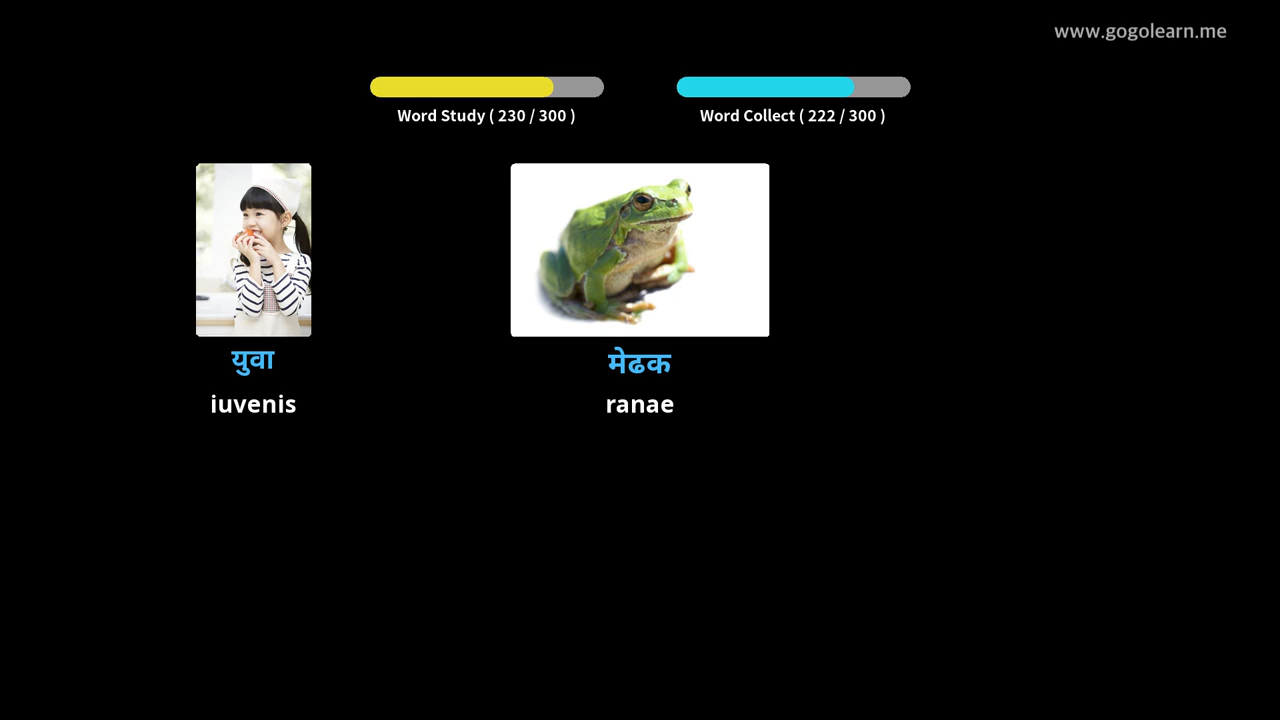 www.gogolearn.me
Word Study ( 230 / 300 )
Word Collect ( 222 / 300 )
युवा
मेढक
iuvenis
ranae